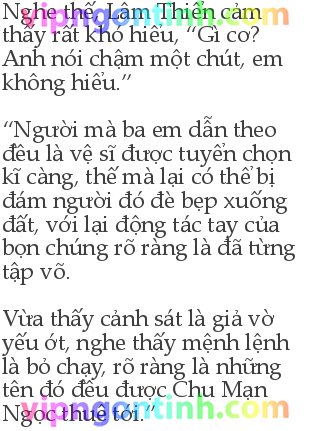 Nghe thế, Lâm Thiển cảm
thấy rất khó hiểu, “Gì cơ?
Anh nói chậm một chút, em
không hiểu.”

“Người mà ba em dẫn theo
đều là vệ sĩ được tuyển chọn
kĩ càng, thế mà lại có thể bị
đám người đó đè bẹp xuống
đất, với lại động tác tay của
bọn chúng rõ ràng là đã từng
tập võ.

Vừa thấy cảnh sát là giả vờ
yếu ớt, nghe thấy mệnh lệnh
là bỏ chạy, rõ ràng là những
tên đó đều được Chu Mạn
Ngọc thuê tới.”
vipngontinh.com
vipngontinh.com